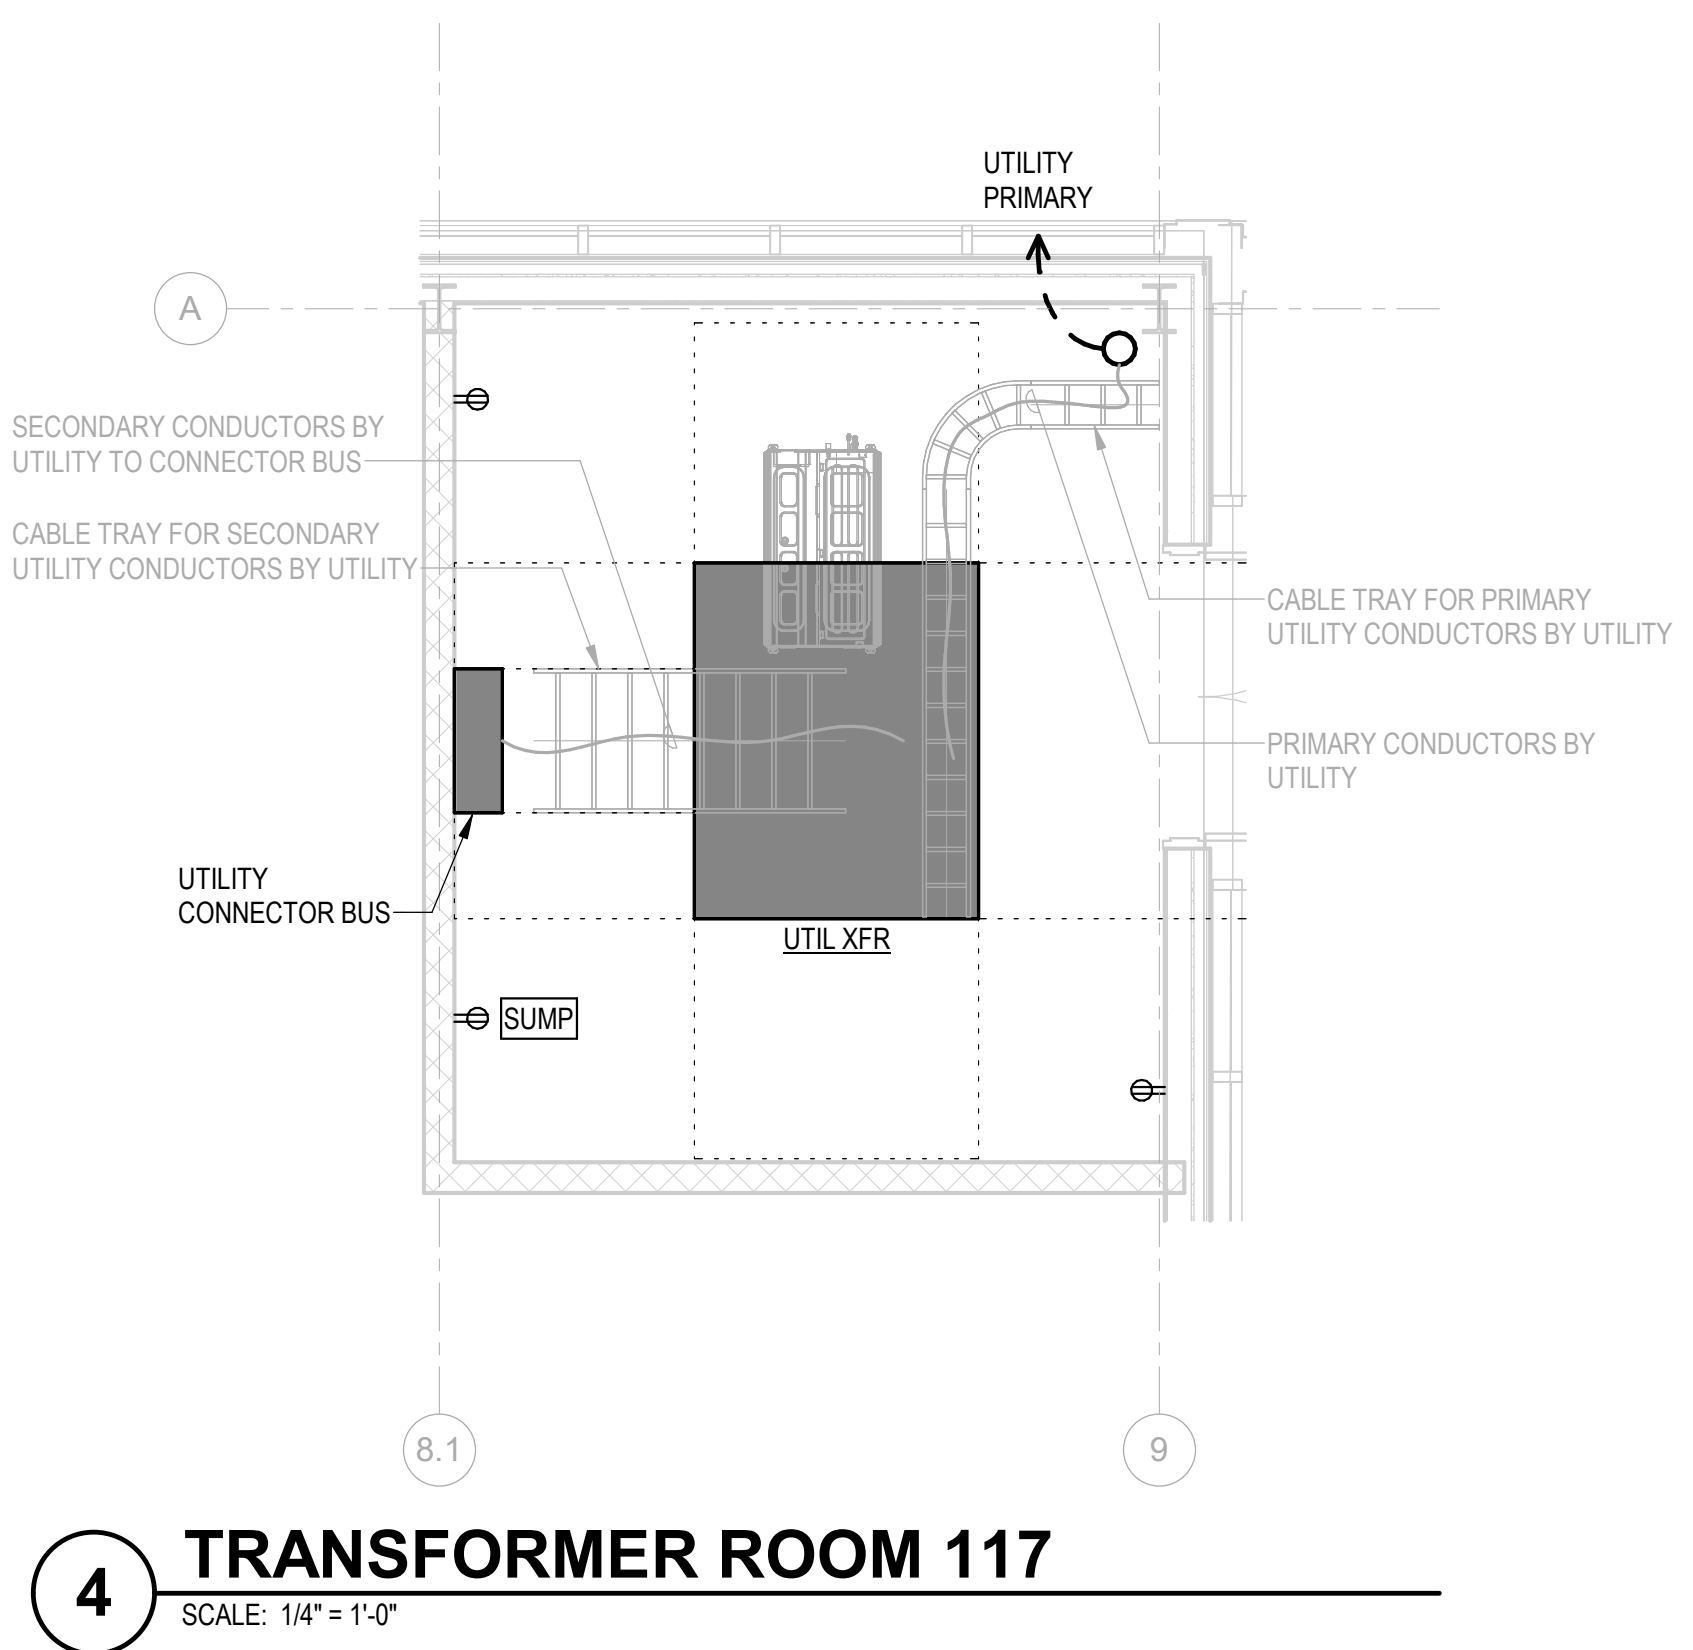 UTILITY
PRIMARY
A
SECONDARY CONDUCTORS BY
UTILITY TO CONNECTOR BUS
CABLE TRAY FOR SECONDARY
UTILITY CONDUCTORS BY UTILITY
CABLE TRAY FOR PRIMARY
UTILITY CONDUCTORS BY UTILITY
PRIMARY CONDUCTORS BY
UTILITY
UTILITY
CONNECTOR BUS
UTIL XFR
SUMP
8.1
9
4
TRANSFORMER ROOM 117
SCALE: 1/4" = 1'-0"